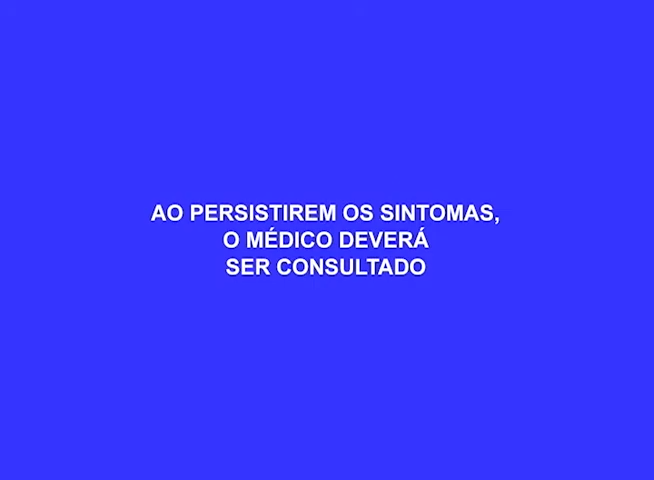 AO PERSISTIREM OS SINTOMAS,
O MÉDICO DEVERÁ
SER CONSULTADO